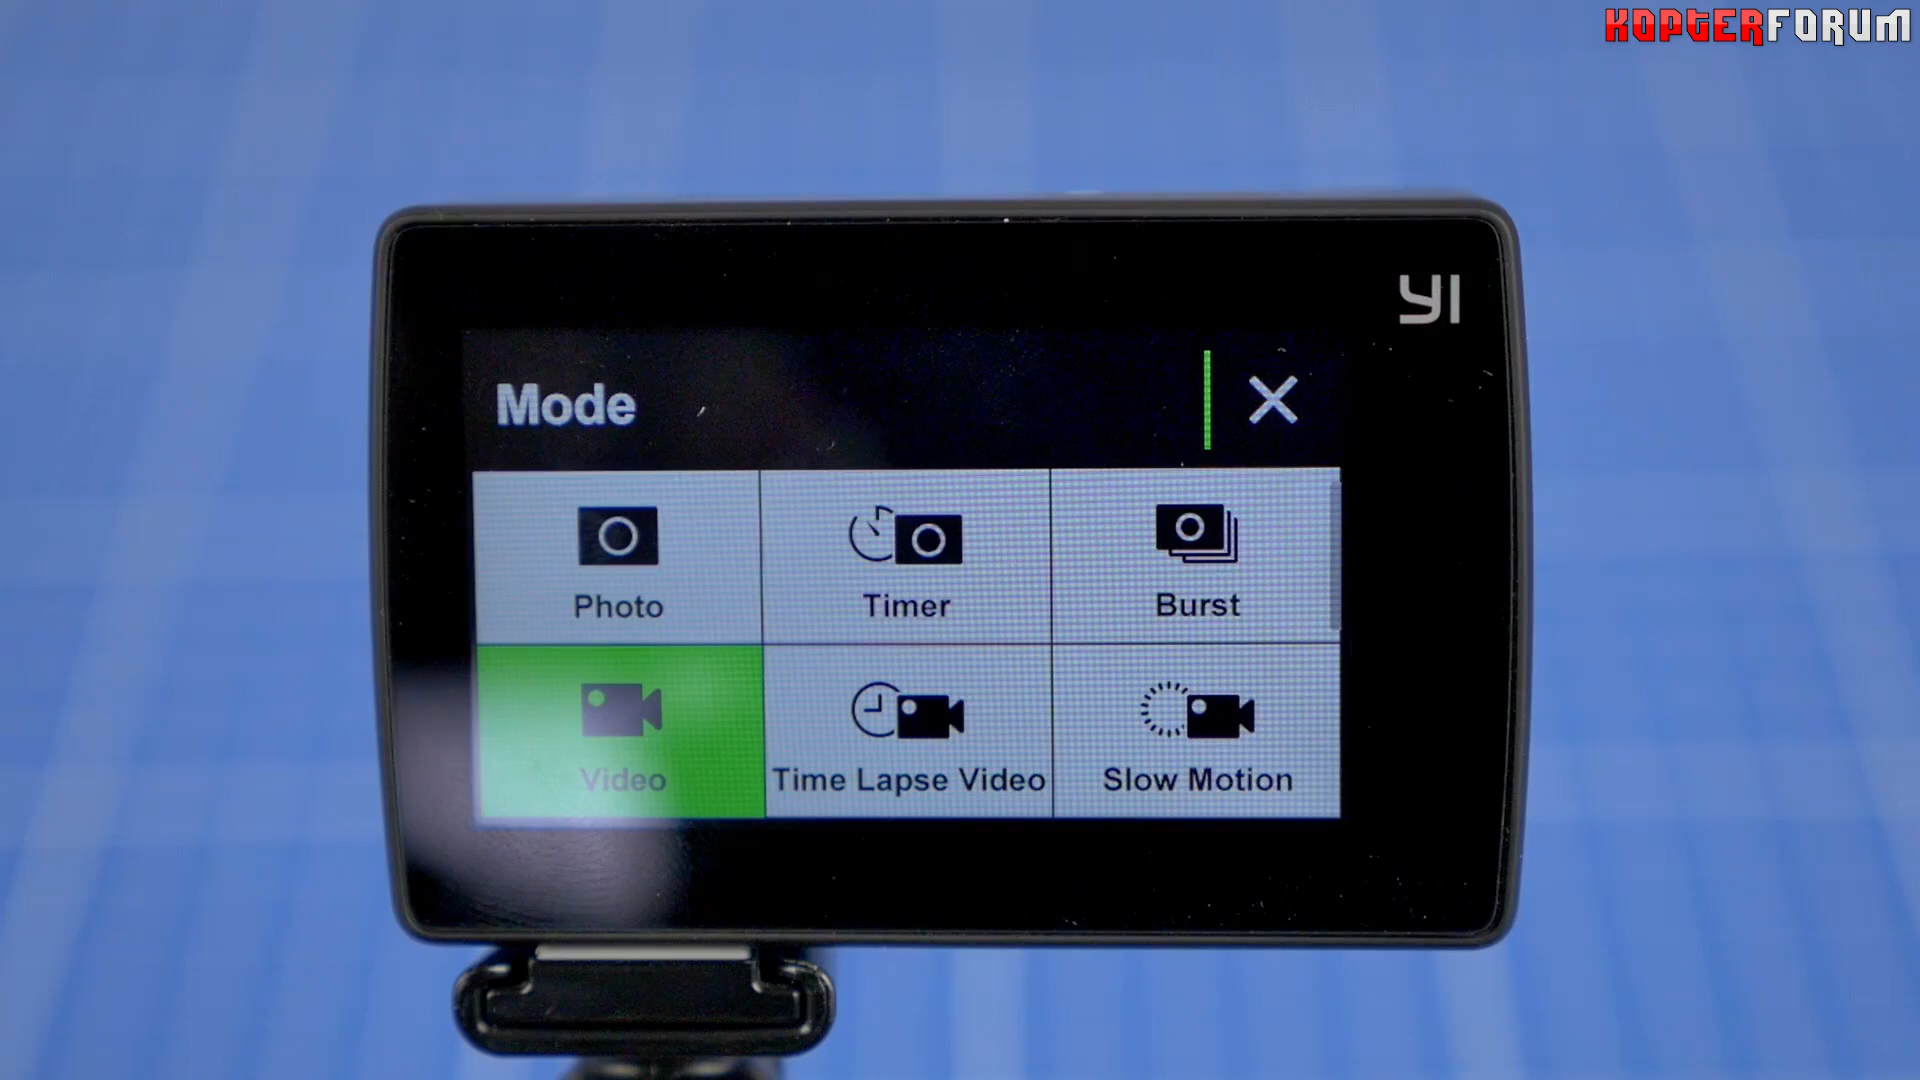 KOPTERFORUM
YI
Mode
Photo
Timer
Burst
Video
Time Lapse Video
Slow Motion